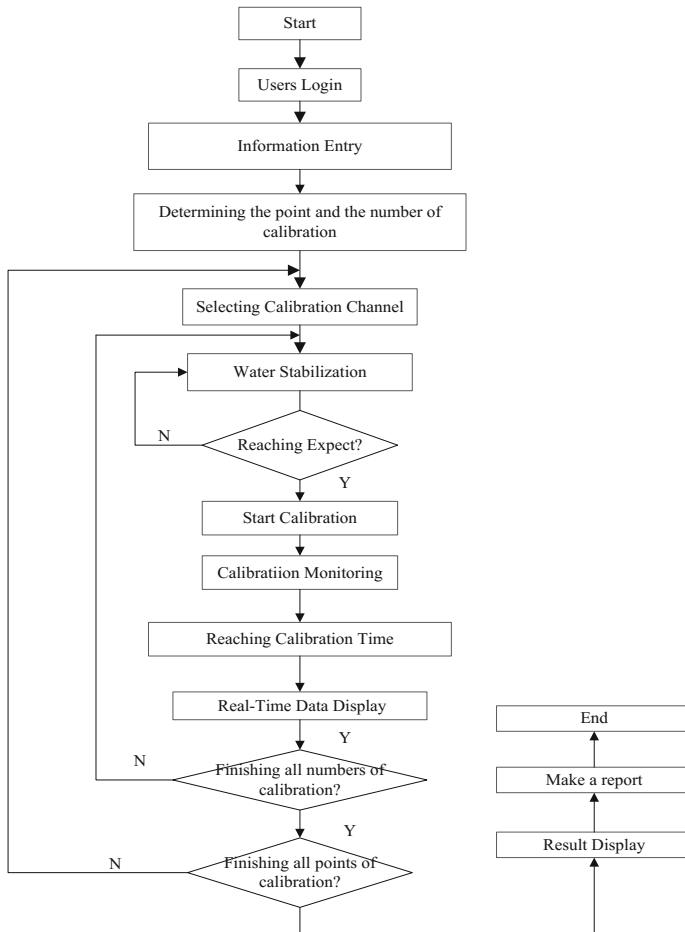 Start
Users Login
Information Entry
Determining the point and the number of
calibration
Selecting Calibration Channel
Water Stabilization
N
Reaching Expect?
Y
Start Calibration
Calibratiion Monitoring
Reaching Calibration Time
Real-Time Data Display
Y
N
Finishing all numbers of
calibration?
Y
N
Finishing all points of
calibration?
End
Make a report
Result Display